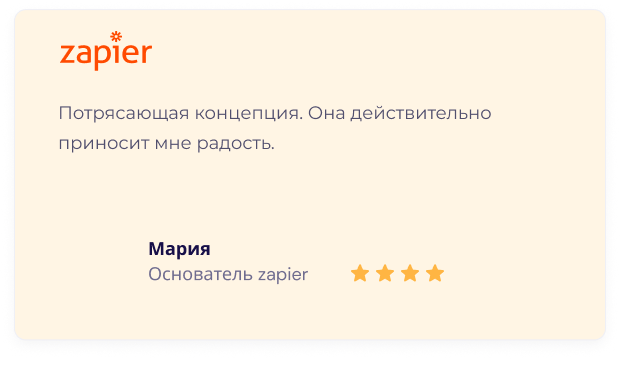 zapier
Потрясающая концепция. Она действительно
приносит мне радость.
Мария
Основатель zapier